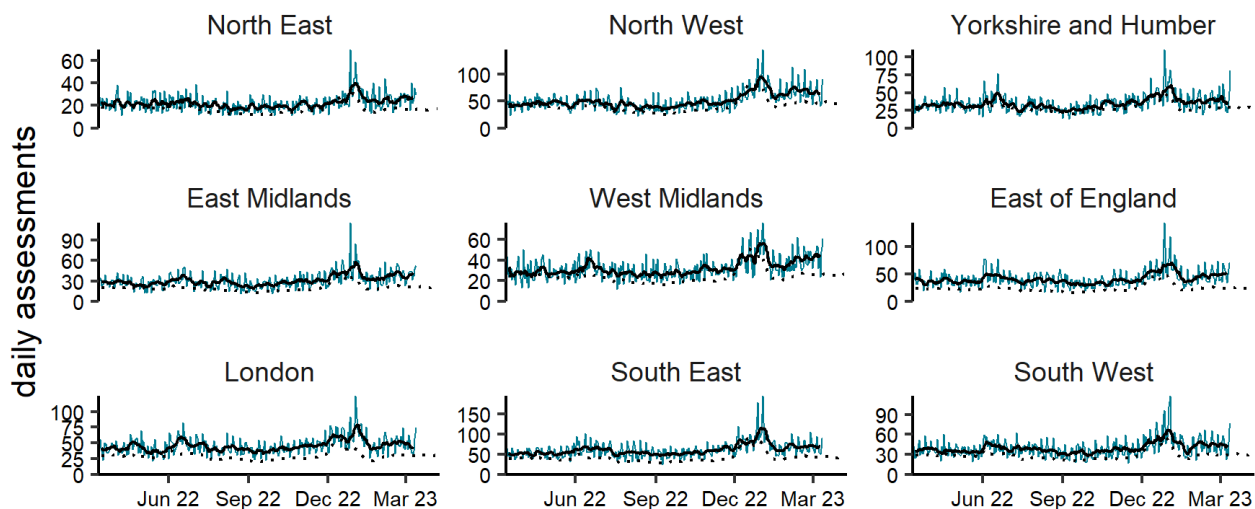 daily assessments
North East
60
40
20
0
North West
100
50
0
Yorkshire and Humber
100
75
50
25
0
East Midlands
90
60
30
0
West Midlands
60
40
20
0
East of England
100
50
0
London
100
75
50
25
0
Jun 22 Sep 22 Dec 22 Mar 23
South East
150
100
50
0
Jun 22 Sep 22 Dec 22 Mar 23
South West
90
60
30
0
Jun 22 Sep 22 Dec 22 Mar 23